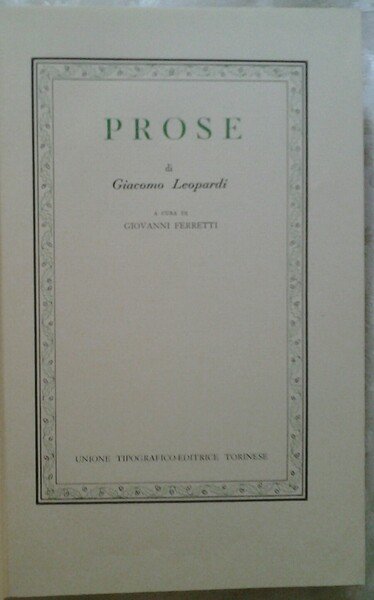 PROSE
di
Giacomo Leopardi
A CURA DI
GIOVANNI FERRETTI
UNIONE TIPOGRAFICO-EDITRICE TORINESE